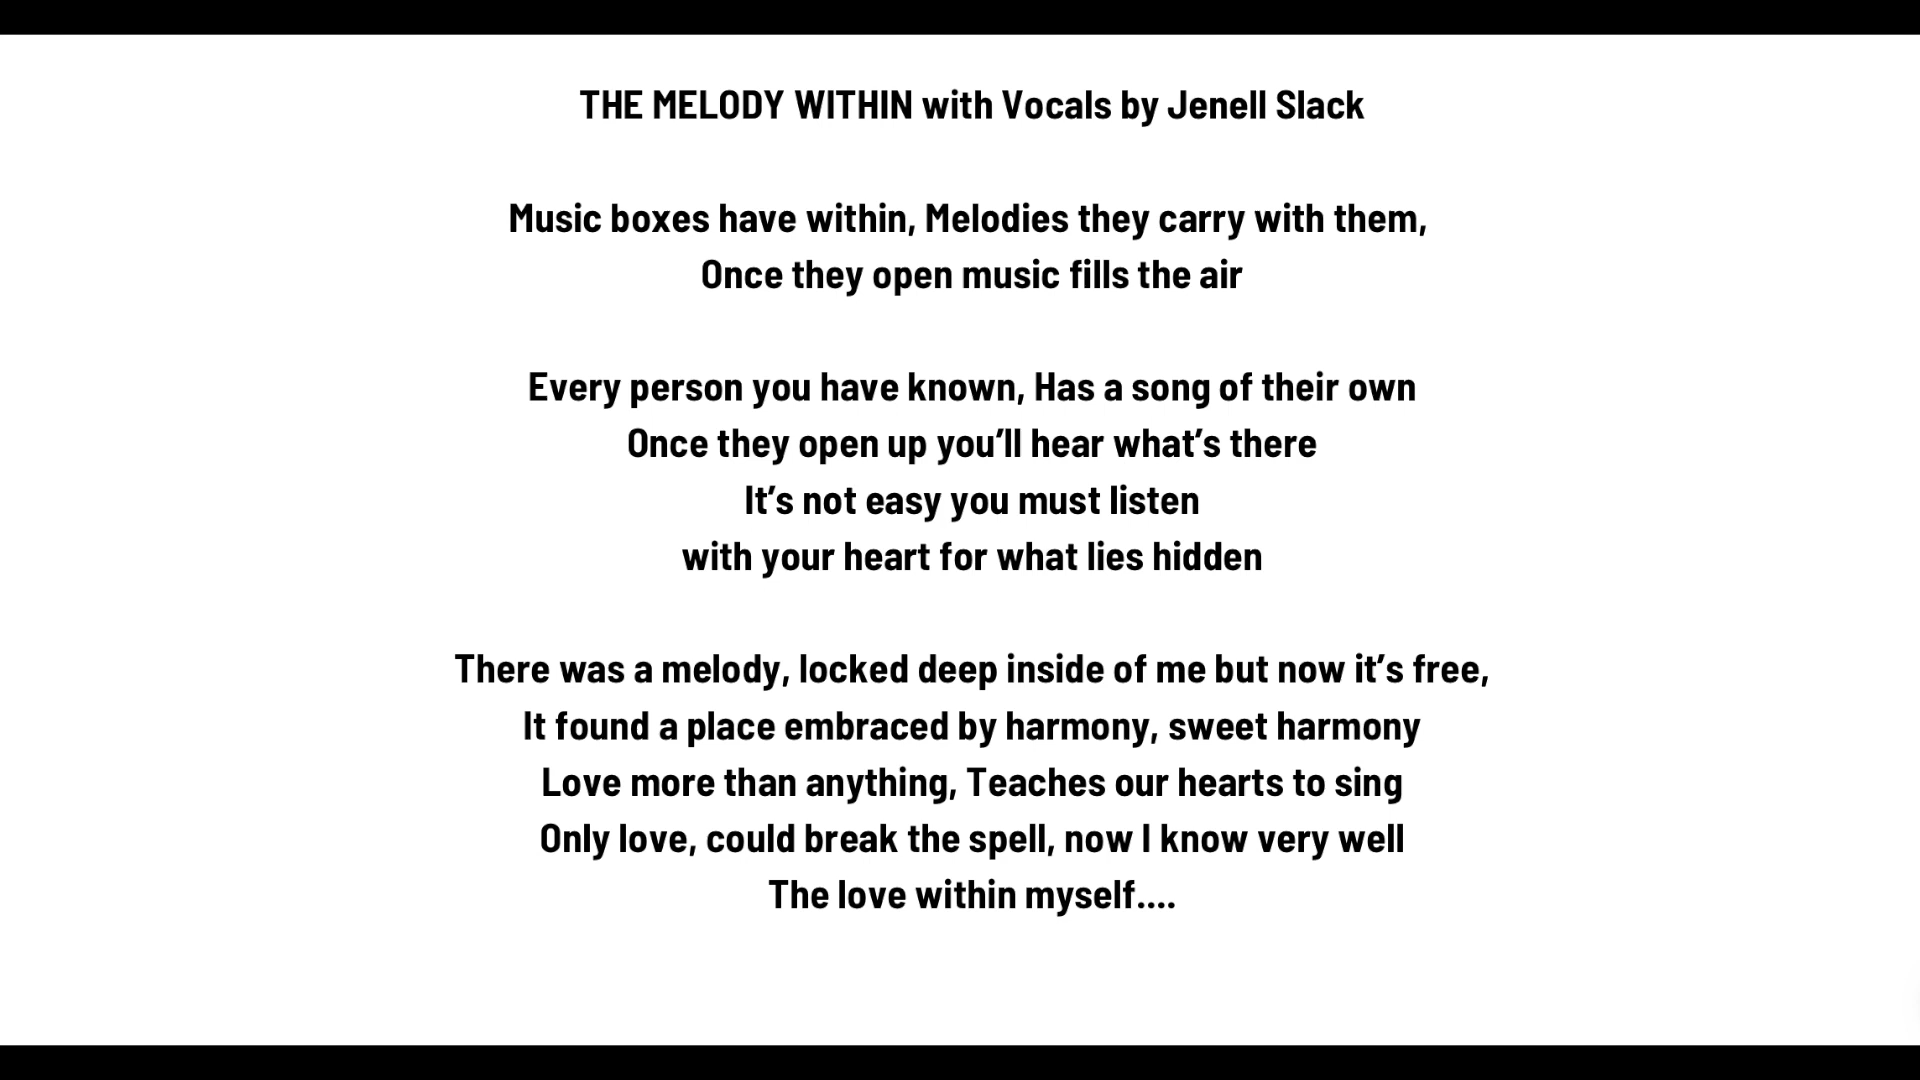 THE MELODY WITHIN with Vocals by Jenell Slack
Music boxes have within, Melodies they carry with them,
Once they open music fills the air
Every person you have known, Has a song of their own
Once they open up you’ll hear what’s there
It’s not easy you must listen
with your heart for what lies hidden
There was a melody, locked deep inside of me but now it’s free,
It found a place embraced by harmony, sweet harmony
Love more than anything, Teaches our hearts to sing
Only love, could break the spell, now I know very well
The love within myself....